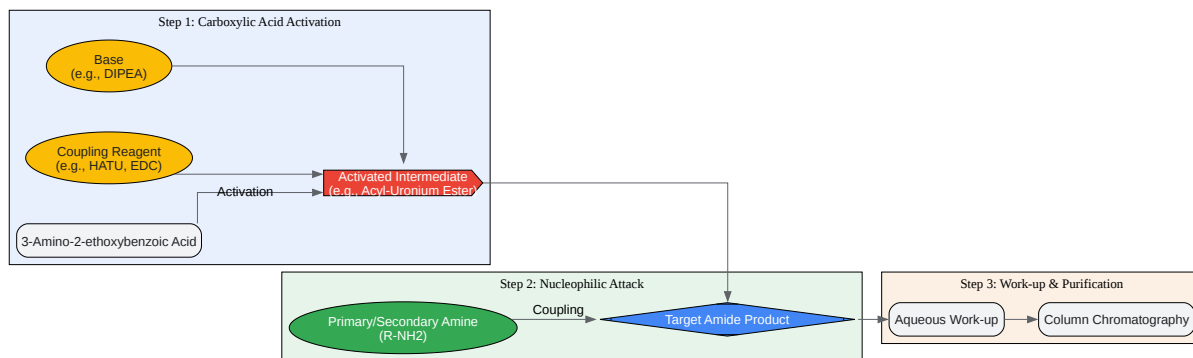 Step 1: Carboxylic Acid Activation
Base
(e.g., DIPEA)
Coupling Reagent
(e.g., HATU, EDC)
Activation
Activated Intermediate
(e.g., Acyl-Uronium Ester)
3-Amino-2-ethoxybenzoic Acid
Step 2: Nucleophilic Attack
Primary/Secondary Amine
(R-NH2)
Coupling
Target Amide Product
Step 3: Work-up & Purification
Aqueous Work-up
Column Chromatography